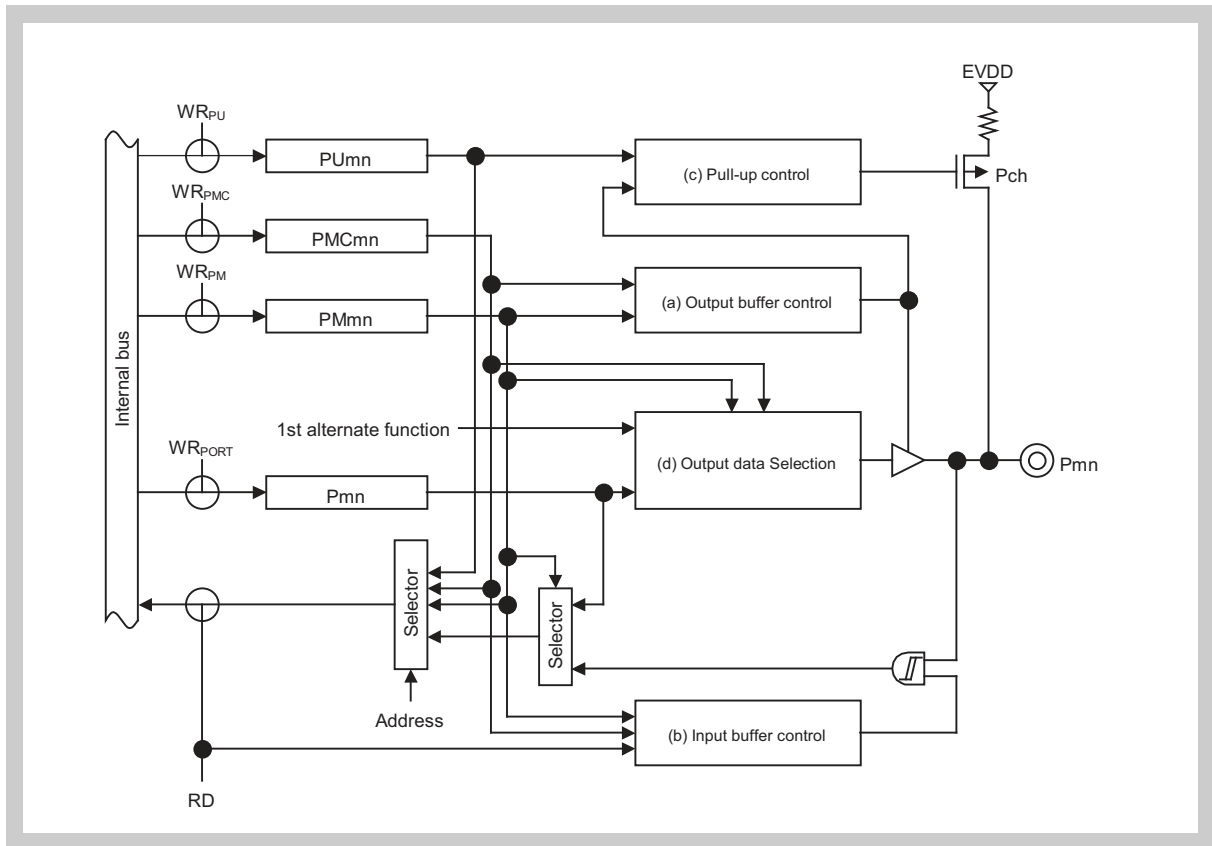 EVDD
WRPU
PUmn
(c) Pull-up control
Pch
WRPMC
PMCmn
WRPM
PMmn
(a) Output buffer control
Internal bus
1st alternate function
WRPORT
Pmn
(d) Output data Selection
Pmn
Selector
Selector
Address
(b) Input buffer control
RD